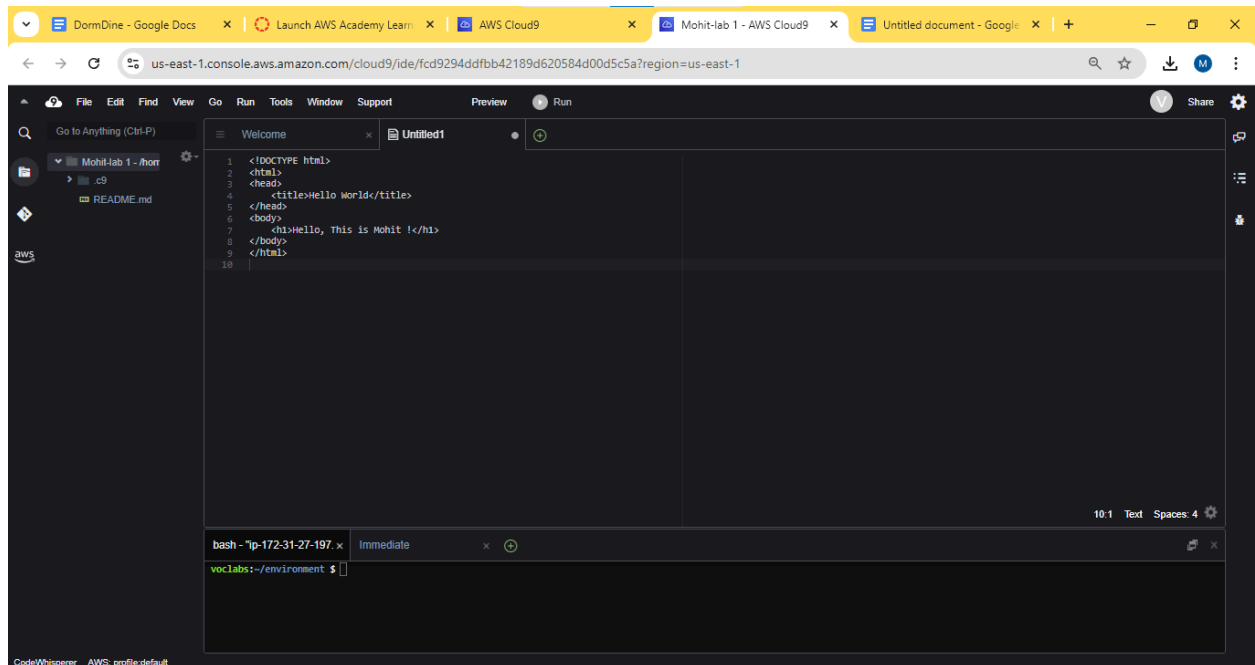 DormDine - Google Docs
Launch AWS Academy Learn
AWS Cloud9
Mohit-lab 1 - AWS Cloud9
Untitled document - Google
us-east-1.console.aws.amazon.com/cloud9/ide/fcd9294ddfbb42189d620584d00d5c5a?region=us-east-1
M
9 File Edit Find View Go Run Tools Window Support Preview Run
V Share
Go to Anything (Ctrl-P)
Welcome
Untitled1
Mohit-lab 1 - /hom
.c9
README.md
aws
1 <!DOCTYPE html>
2 <html>
3 <head>
4 <title>Hello World</title>
5 </head>
6 <body>
7 <h1>Hello, This is Mohit !</h1>
8 </body>
9 </html>
10
10:1 Text Spaces: 4
bash - "ip-172-31-27-197.
Immediate
voclabs:~/environment $
CodeWhisperer AWS: profile:default